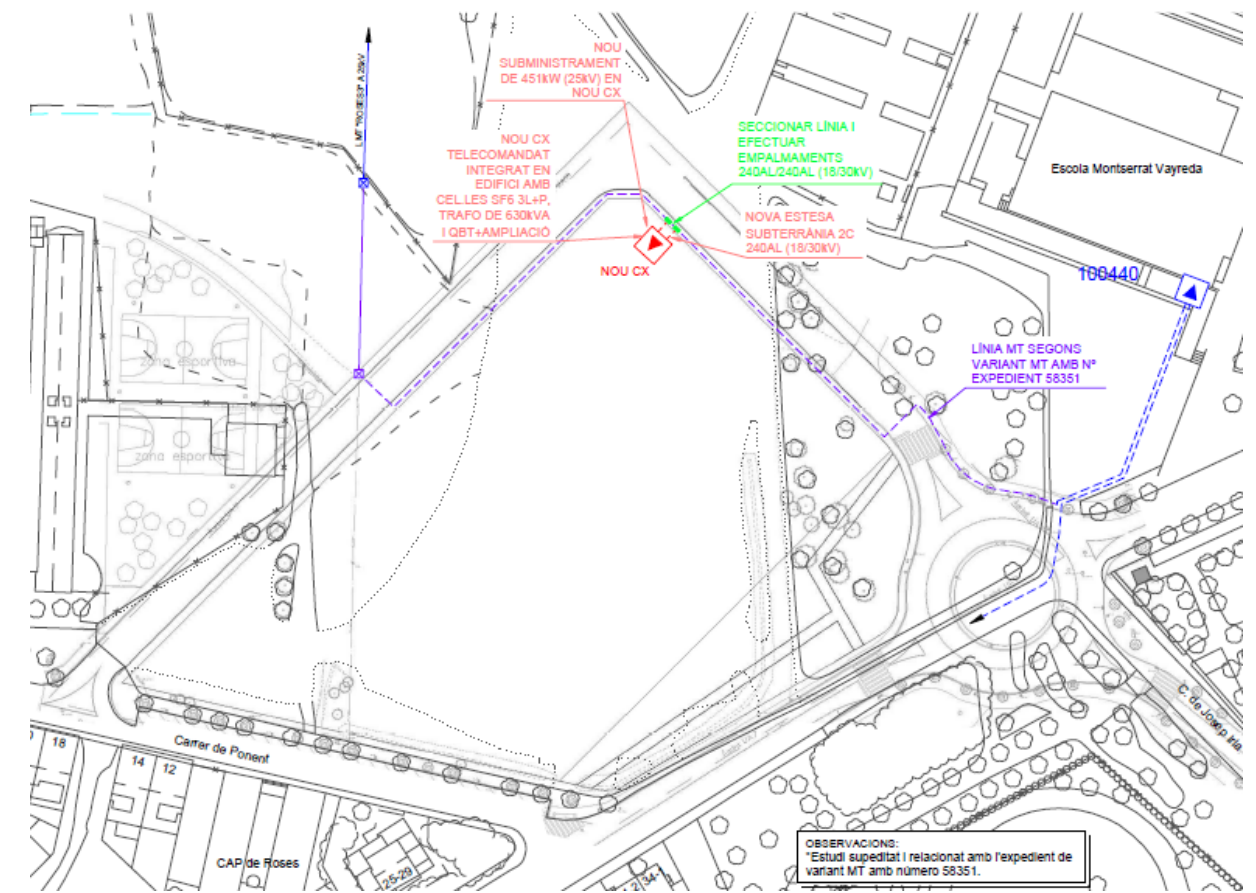 NOU
SUBMINISTRAMENT
DE 451kW (25kV) EN
NOU CX
NOU CX
TELECOMANDAT
INTEGRAT EN
EDIFICI AMB
CEL.LES SF6 3L+P,
TRAFO DE 630kVA
I QBT+AMPLIACIÓ
SECCIONAR LÍNIA I
EFECTUAR
EMPALMAMENTS
240AL/240AL (18/30kV)
NOVA ESTESA
SUBTERRÀNIA 2C
240AL (18/30kV)
NOU CX
Escola Montserrat Vayreda
100440
LÍNIA MT SEGONS
VARIANT MT AMB Nº
EXPEDIENT 58351
zona esportiva
zona esportiva
Carrer de Ponent
18
14
12
CAP de Roses
25-29
34-1
OBSERVACIONS:
"Estudi supeditat i relacionat amb l'expedient de
variant MT amb número 58351.